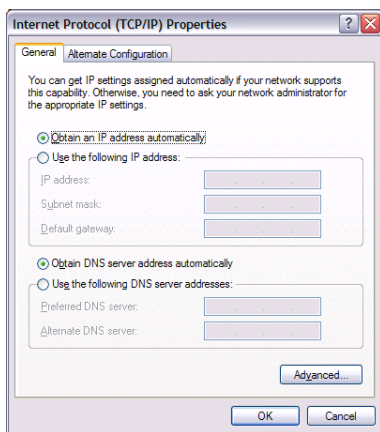 Internet Protocol (TCP/IP) Properties
General
Alternate Configuration
You can get IP settings assigned automatically if your network supports
this capability. Otherwise, you need to ask your network administrator for
the appropriate IP settings.
Obtain an IP address automatically
Use the following IP address:
IP address:
Subnet mask:
Default gateway:
Obtain DNS server address automatically
Use the following DNS server addresses:
Preferred DNS server:
Alternate DNS server:
Advanced...
OK
Cancel